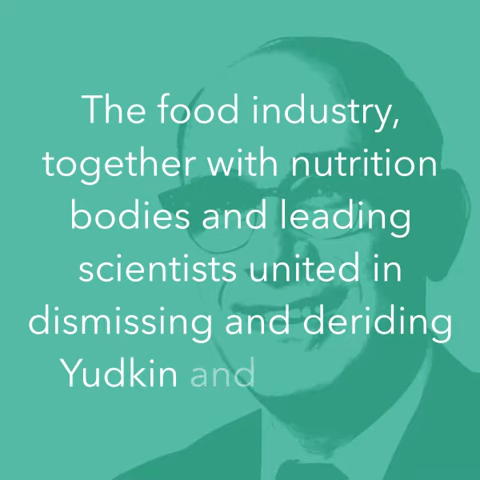 The food industry,
together with nutrition
bodies and leading
scientists united in
dismissing and deriding
Yudkin and